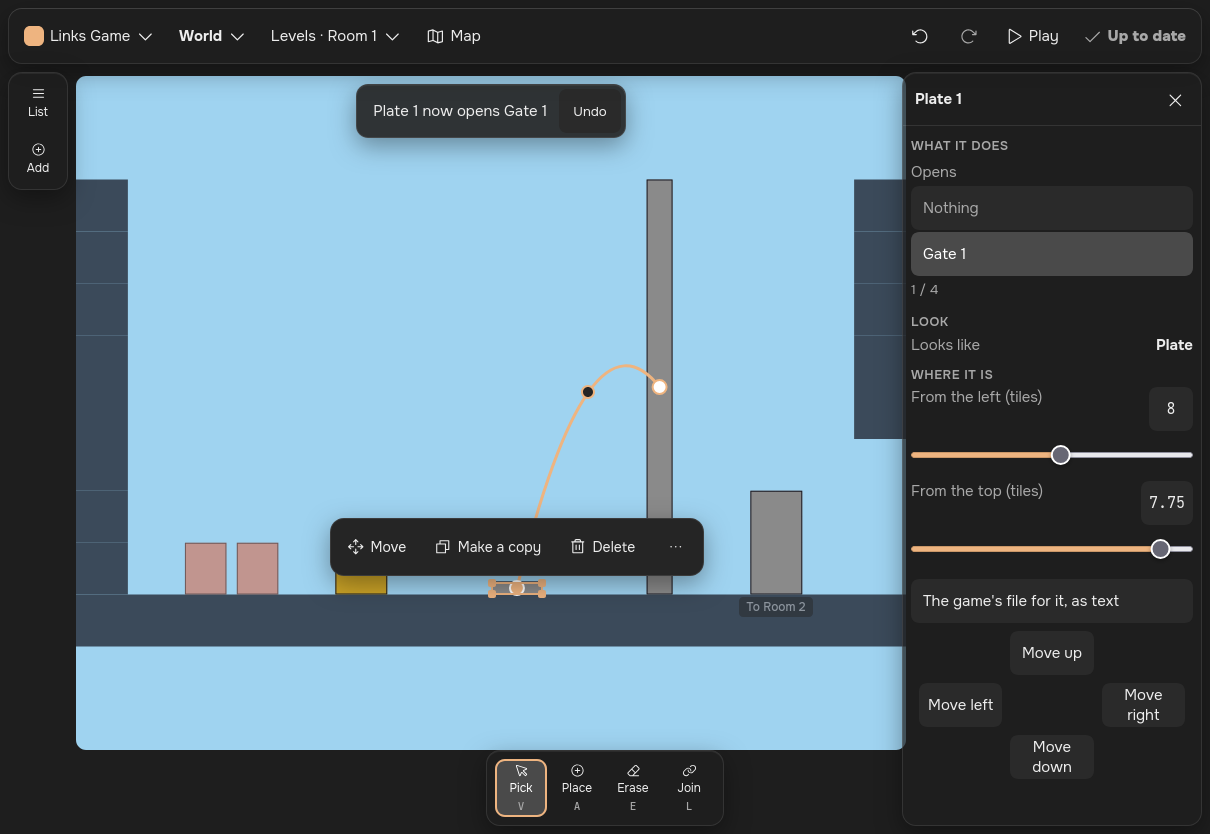 Links Game
World
Levels · Room 1
Map
Play
Up to date
List
Add
Plate 1 now opens Gate 1
Undo
To Room 2
Move
Make a copy
Delete
···
Pick
V
Place
A
Erase
E
Join
L
Plate 1
WHAT IT DOES
Opens
Nothing
Gate 1
1 / 4
LOOK
Looks like
Plate
WHERE IT IS
From the left (tiles)
8
From the top (tiles)
7.75
The game's file for it, as text
Move up
Move left
Move
right
Move
down